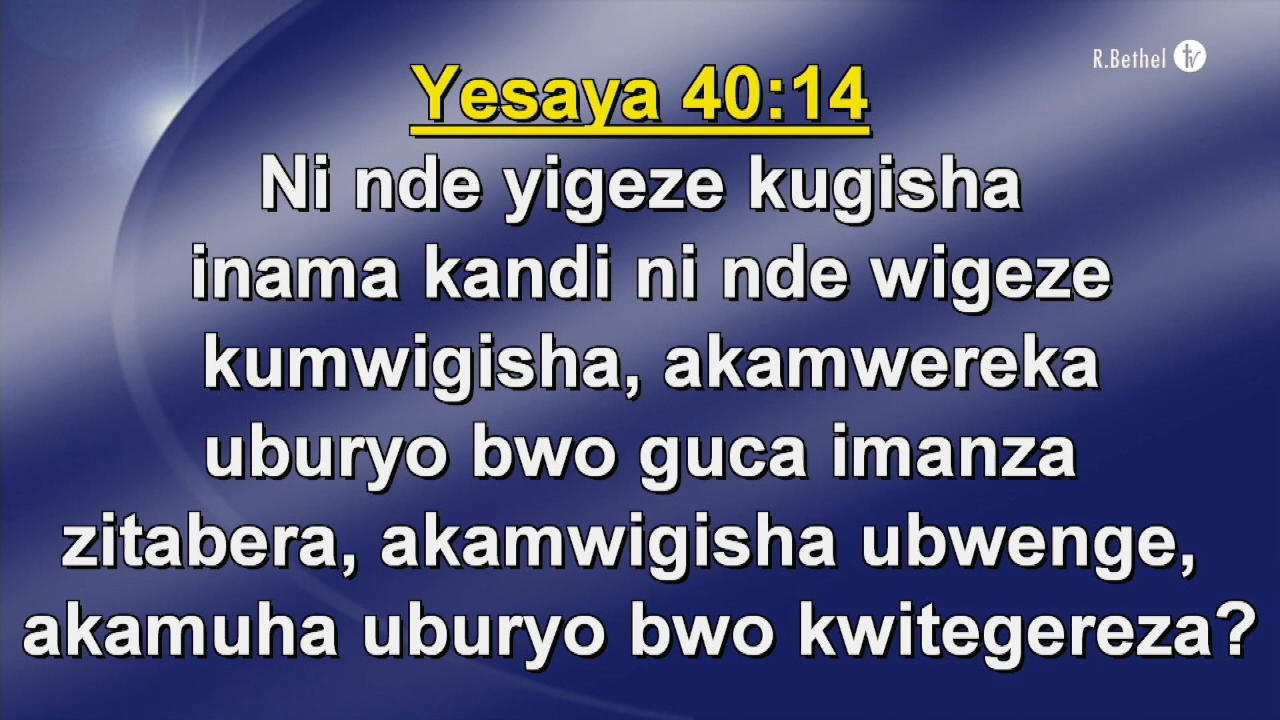 R.Bethel tv
Yesaya 40:14
Ni nde yigeze kugisha
inama kandi ni nde wigeze
kumwigisha, akamwereka
uburyo bwo guca imanza
zitabera, akamwigisha ubwenge,
akamuha uburyo bwo kwitegereza?